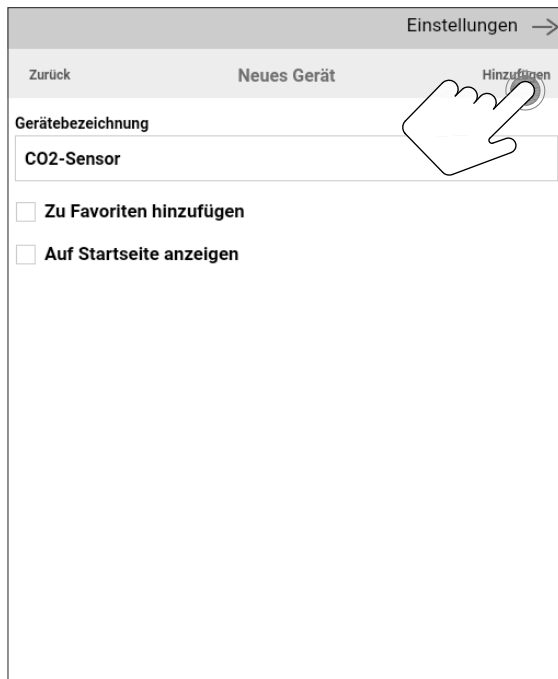 Einstellungen
Zurück Neues Gerät Hinzufügen
Gerätebezeichnung
CO2-Sensor
Zu Favoriten hinzufügen
Auf Startseite anzeigen